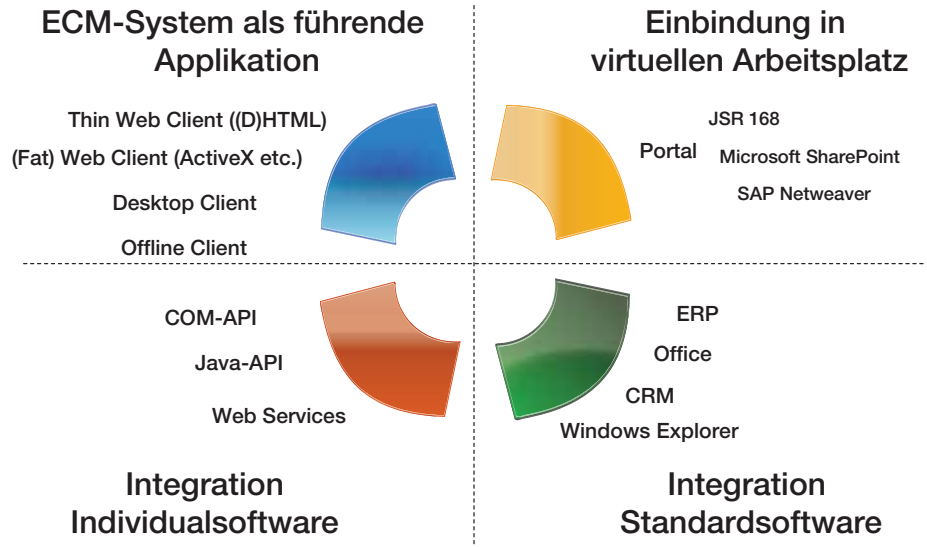 ECM-System als führende
Applikation
Thin Web Client ((D)HTML)
(Fat) Web Client (ActiveX etc.)
Desktop Client
Offline Client
Einbindung in
virtuellen Arbeitsplatz
JSR 168
Portal
Microsoft SharePoint
SAP Netweaver
COM-API
Java-API
Web Services
Integration
Individualsoftware
ERP
Office
CRM
Windows Explorer
Integration
Standardsoftware